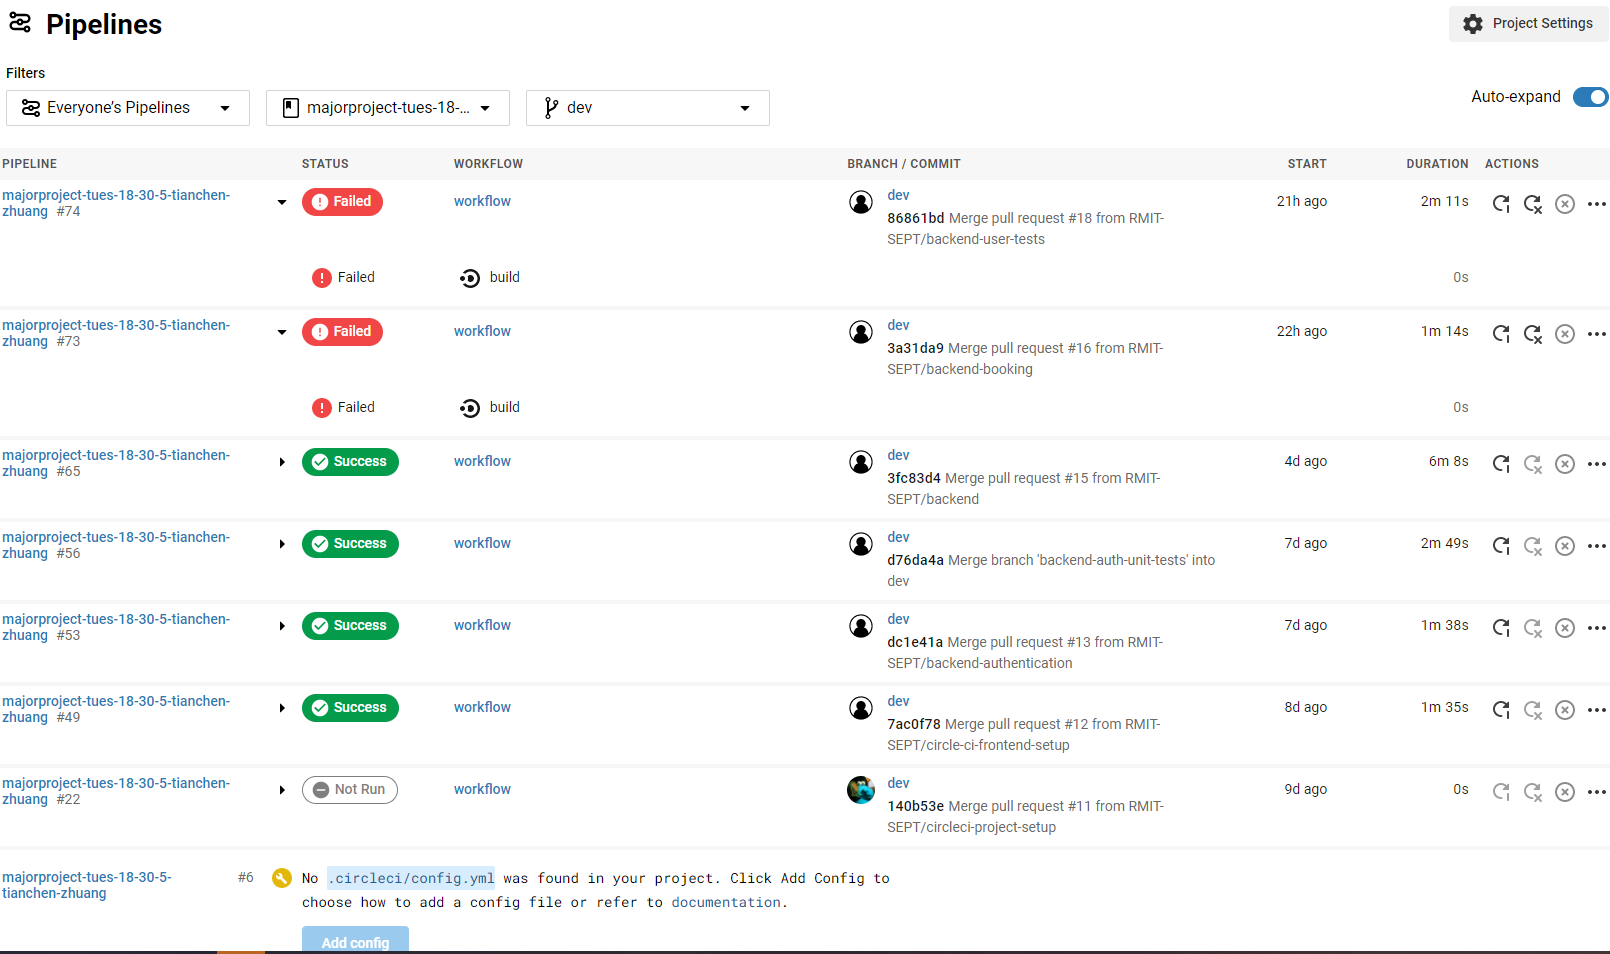 Pipelines
Project Settings
Filters
Everyone's Pipelines
majorproject-tues-18-...
dev
Auto-expand
PIPELINE STATUS WORKFLOW BRANCH / COMMIT START DURATION ACTIONS
majorproject-tues-18-30-5-tianchen-
zhuang #74
Failed
workflow
dev
86861bd Merge pull request #18 from RMIT-
SEPT/backend-user-tests
21h ago
2m 11s
Failed
build
0s
majorproject-tues-18-30-5-tianchen-
zhuang #73
Failed
workflow
dev
3a31da9 Merge pull request #16 from RMIT-
SEPT/backend-booking
22h ago
1m 14s
Failed
build
0s
majorproject-tues-18-30-5-tianchen-
zhuang #65
Success
workflow
dev
3fc83d4 Merge pull request #15 from RMIT-
SEPT/backend
4d ago
6m 8s
majorproject-tues-18-30-5-tianchen-
zhuang #56
Success
workflow
dev
d76da4a Merge branch 'backend-auth-unit-tests' into
dev
7d ago
2m 49s
majorproject-tues-18-30-5-tianchen-
zhuang #53
Success
workflow
dev
dc1e41a Merge pull request #13 from RMIT-
SEPT/backend-authentication
7d ago
1m 38s
majorproject-tues-18-30-5-tianchen-
zhuang #49
Success
workflow
dev
7ac0f78 Merge pull request #12 from RMIT-
SEPT/circle-ci-frontend-setup
8d ago
1m 35s
majorproject-tues-18-30-5-tianchen-
zhuang #22
Not Run
workflow
dev
140b53e Merge pull request #11 from RMIT-
SEPT/circleci-project-setup
9d ago
0s
majorproject-tues-18-30-5-
tianchen-zhuang
#6
No .circleci/config.yml was found in your project. Click Add Config to
choose how to add a config file or refer to documentation.
Add config